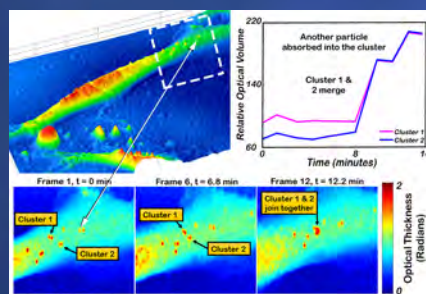 220
140
60
Relative Optical Volume
Another particle
absorbed into the cluster
Cluster 1 &
2 merge
Cluster 1
Cluster 2
0
8
Time (minutes)
Frame 1, t = 0 min
Frame 6, t = 6.8 min
Frame 12, t = 12.2 min
Cluster 1
Cluster 2
Cluster 1
Cluster 2
Cluster 1 & 2
join together
2
1
0
Optical Thickness
(Radians)